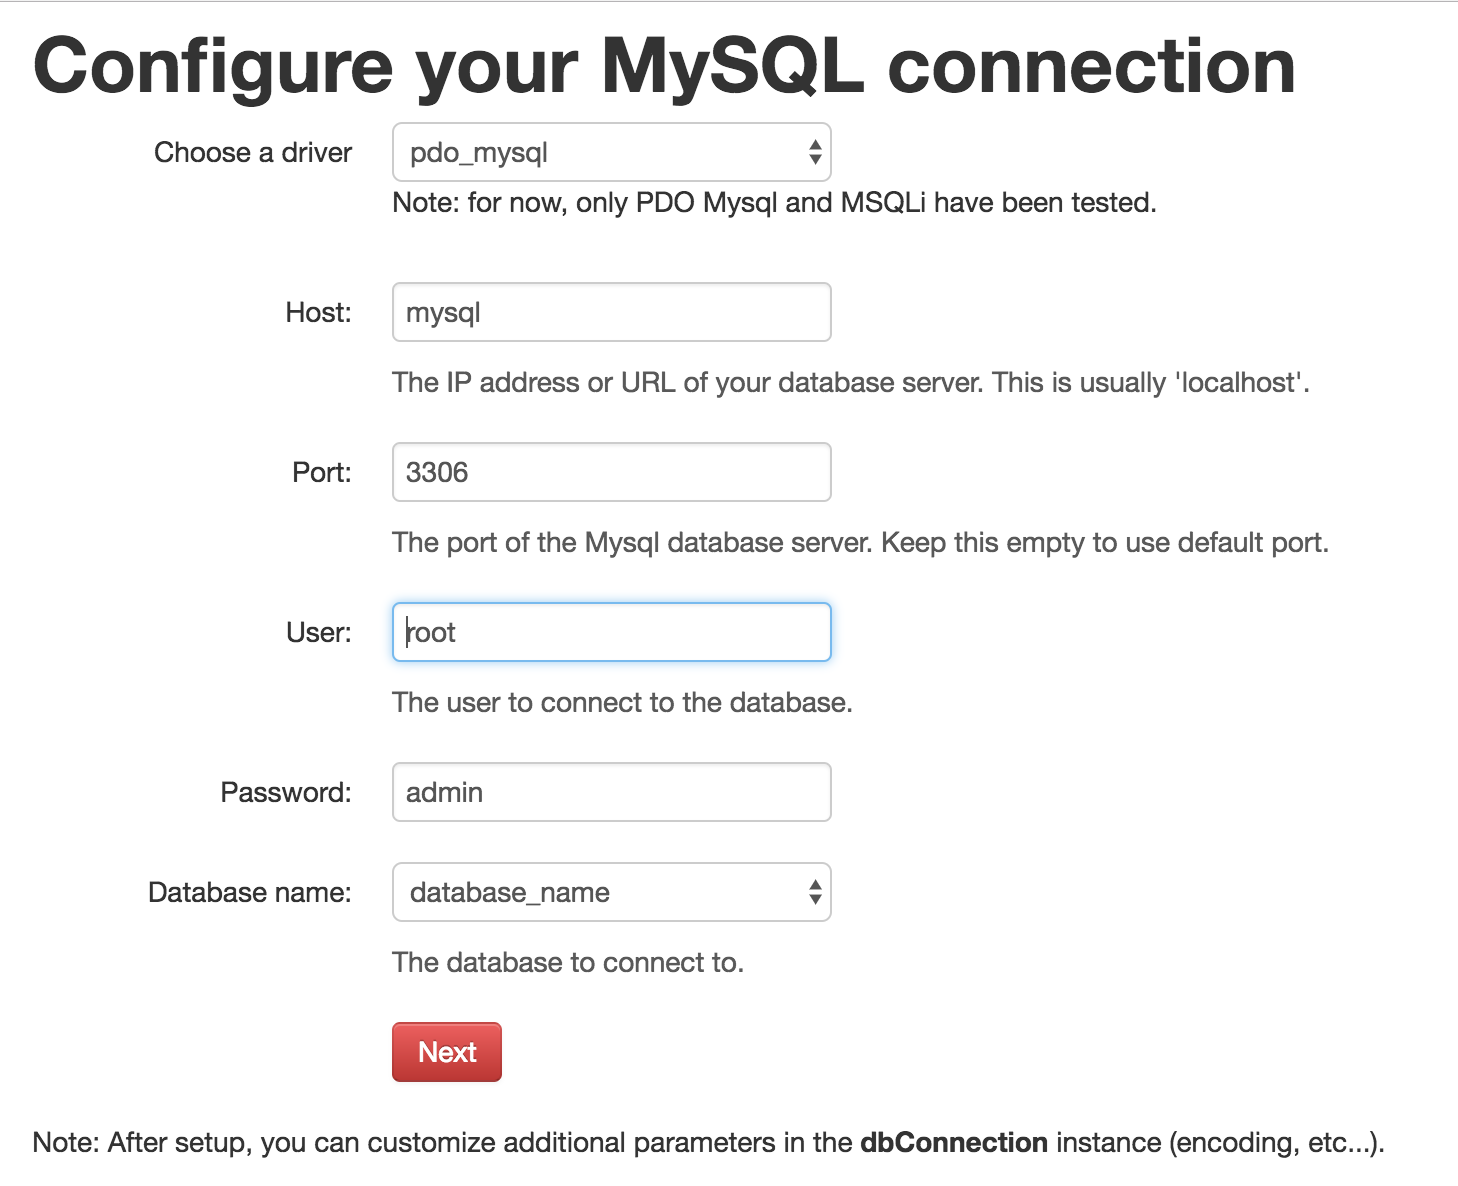 Configure your MySQL connection
Choose a driver
pdo_mysql
Note: for now, only PDO Mysql and MSQLi have been tested.
Host:
mysql
The IP address or URL of your database server. This is usually 'localhost'.
Port:
3306
The port of the Mysql database server. Keep this empty to use default port.
User:
root
The user to connect to the database.
Password:
admin
Database name:
database_name
The database to connect to.
Next
Note: After setup, you can customize additional parameters in the dbConnection instance (encoding, etc...).